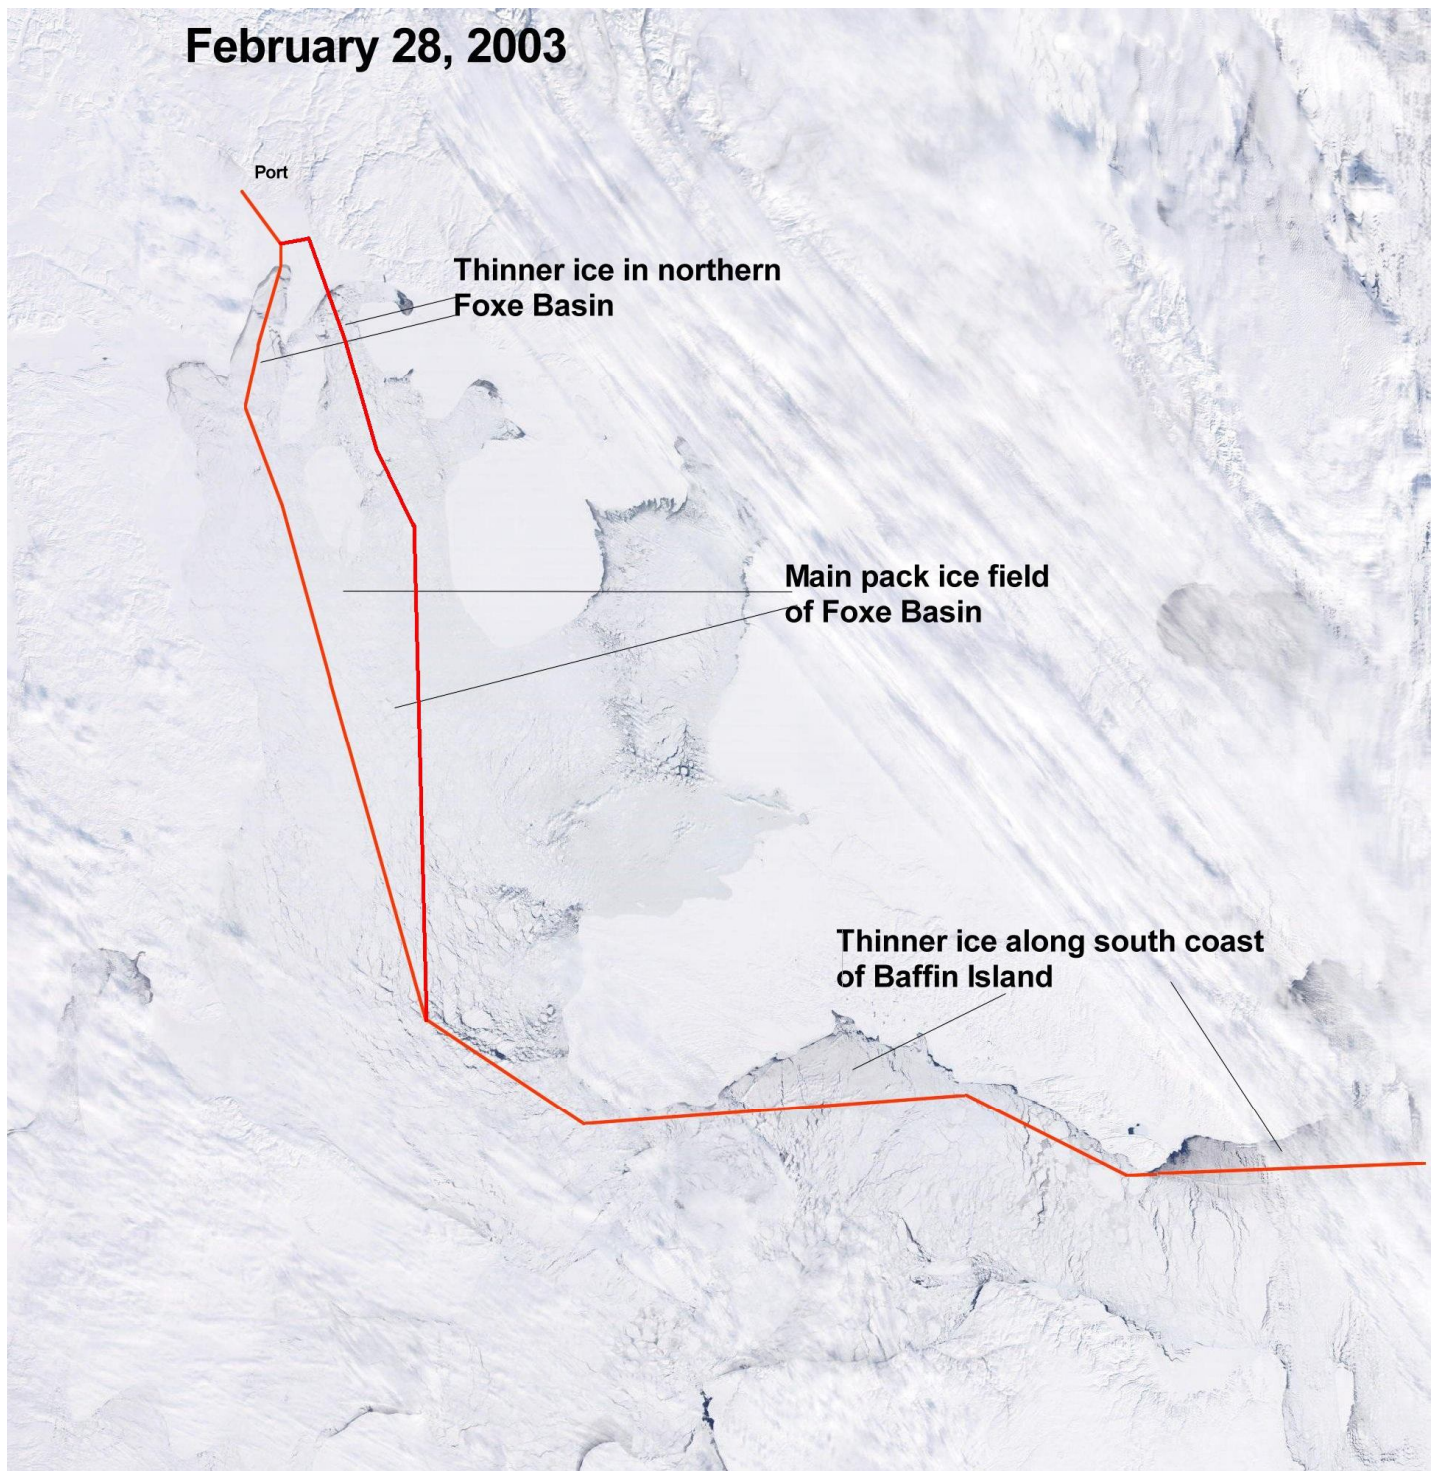 February 28, 2003
Port
Thinner ice in northern
Foxe Basin
Main pack ice field
of Foxe Basin
Thinner ice along south coast
of Baffin Island